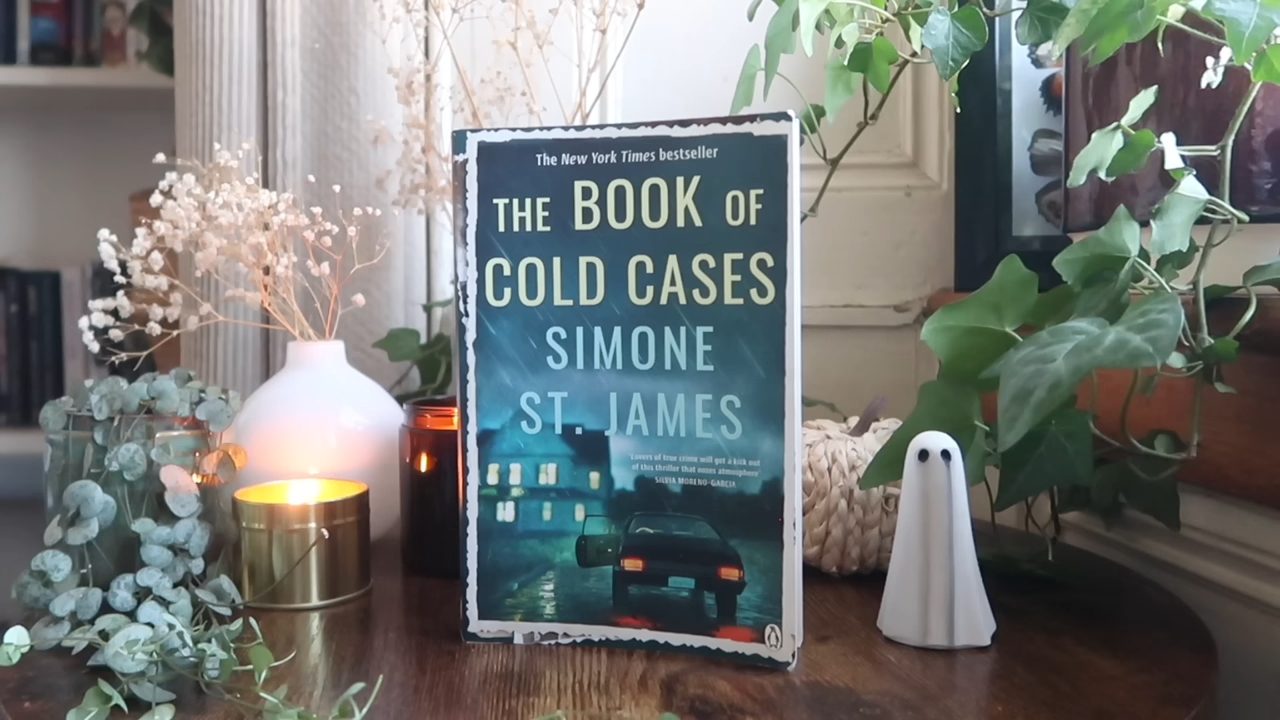 The New York Times bestseller
THE BOOK OF
COLD CASES
SIMONE
ST. JAMES
'Lovers of true crime will get a kick out
of this thriller that oozes atmosphere'
SILVIA MORENO-GARCIA